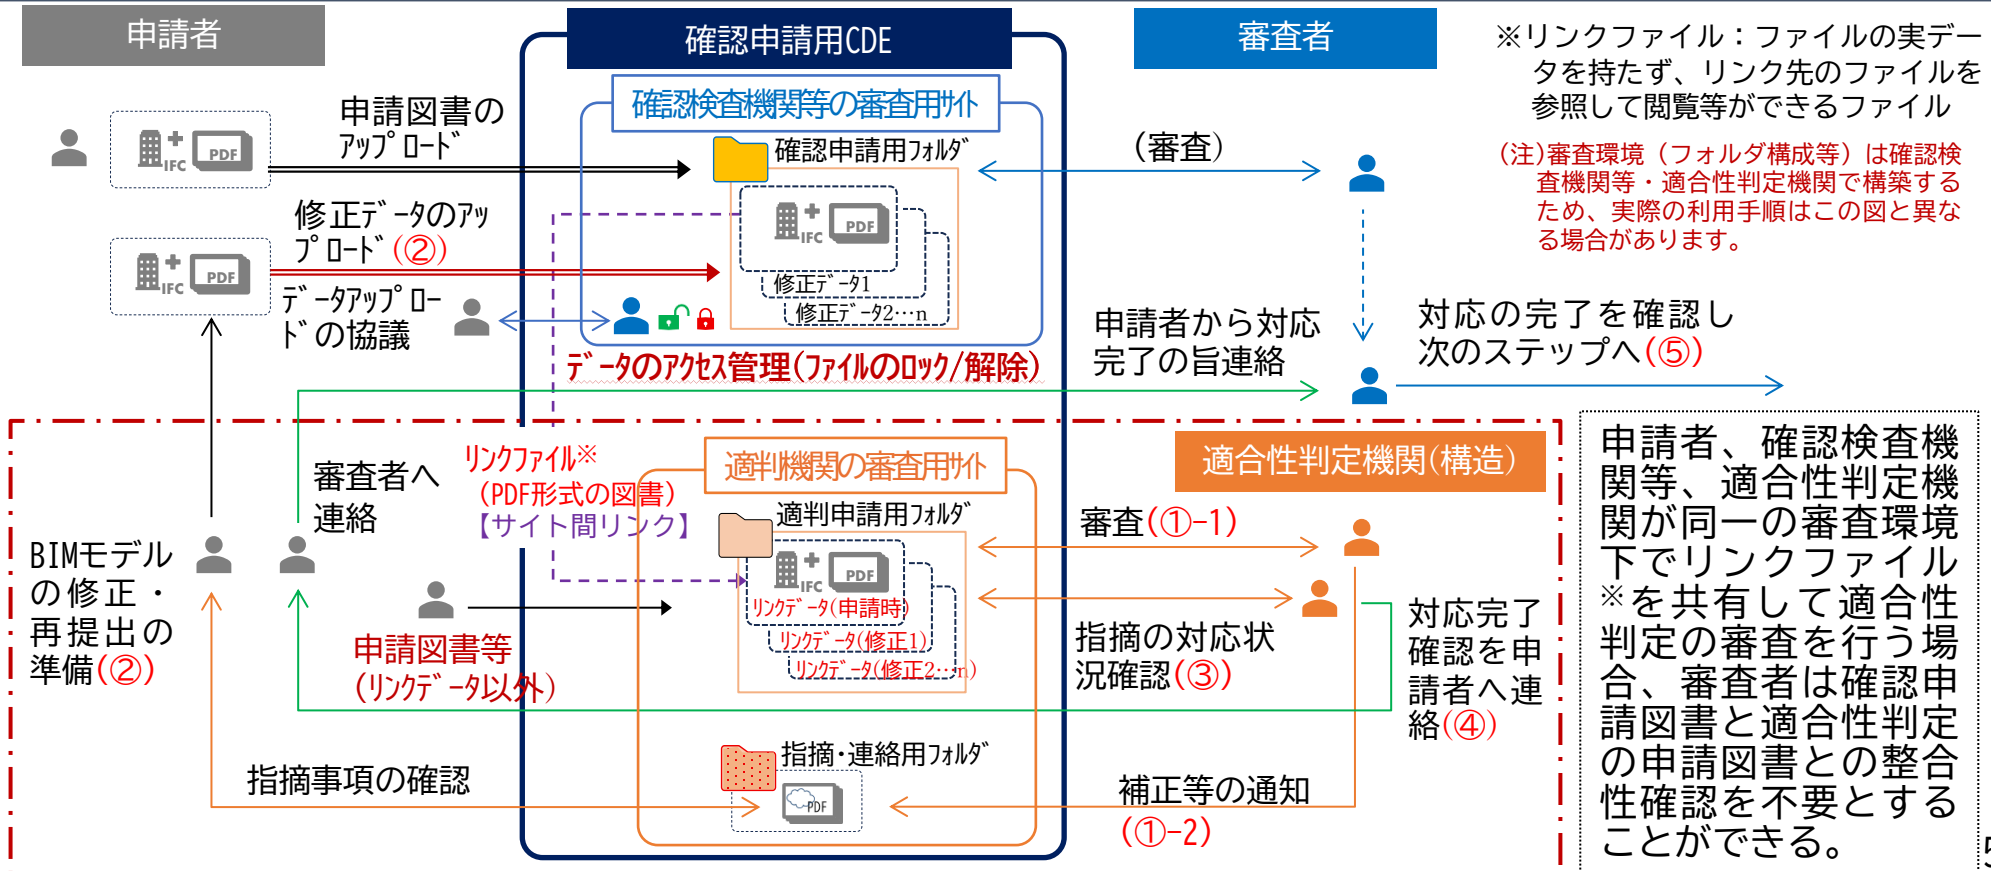 申請者
確認申請用CDE
審査者
※リンクファイル：ファイルの実デー
タを持たず、リンク先のファイルを
参照して閲覧等ができるファイル
(注)審査環境（フォルダ構成等）は確認検
査機関等・適合性判定機関で構築する
ため、実際の利用手順はこの図と異な
る場合があります。
確認検査機関等の審査用サイト
申請図書の
アップロード
IFC
PDF
確認申請用フォルダ
(審査)
修正データのアッ
プロード(②)
IFC
PDF
IFC
PDF
修正データ1
修正データ2…n
データアップロー
ドの協議
データのアクセス管理(ファイルのロック/解除)
申請者から対応
完了の旨連絡
対応の完了を確認し
次のステップへ(⑤)
リンクファイル※
(PDF形式の図書)
【サイト間リンク】
適判機関の審査用サイト
適合性判定機関(構造)
審査者へ
連絡
適判申請用フォルダ
審査(①-1)
BIMモデル
の修正・
再提出の
準備(②)
IFC
PDF
リンクデータ(申請時)
リンクデータ(修正1)
リンクデータ(修正2…n)
申請図書等
(リンクデータ以外)
指摘の対応状
況確認(③)
対応完了
確認を申
請者へ連
絡(④)
指摘事項の確認
指摘・連絡用フォルダ
PDF
補正等の通知
(①-2)
申請者、確認検査機
関等、適合性判定機
関が同一の審査環境
下でリンクファイル
※を共有して適合性
判定の審査を行う場
合、審査者は確認申
請図書と適合性判定
の申請図書との整合
性確認を不要とする
ことができる。